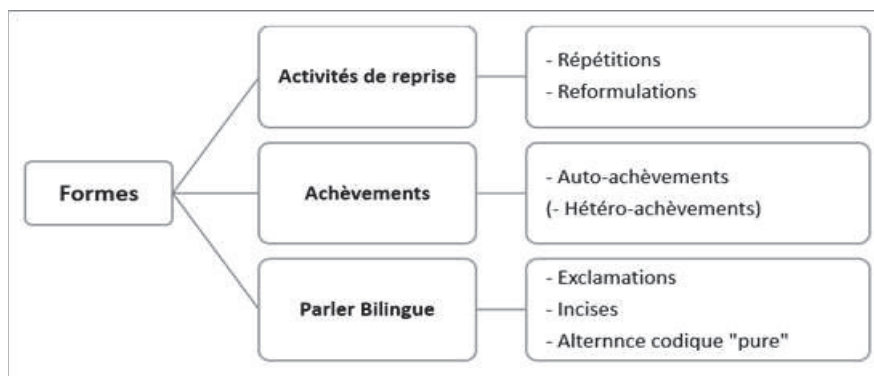 Formes
Activités de reprise
- Répétitions
- Reformulations
Achèvements
- Auto-achèvements
(- Hétéro-achèvements)
Parler Bilingue
- Exclamations
- Incises
- Alternnce codique "pure"